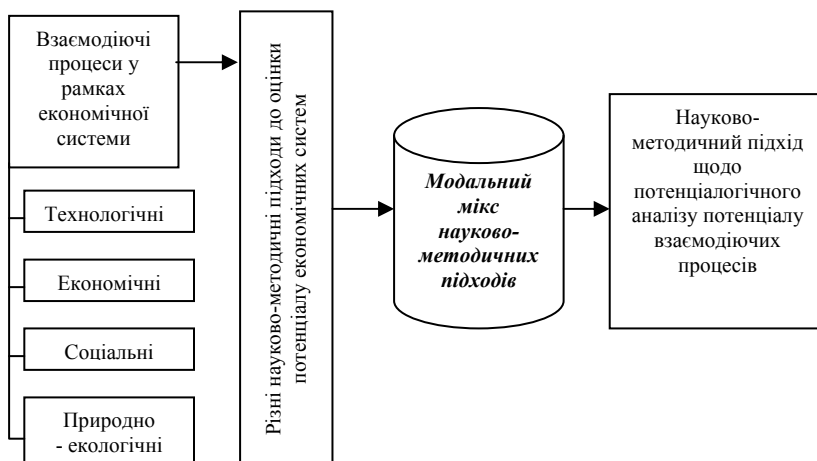 Взаємодіючі
процеси у
рамках
економічної
системи
Технологічні
Економічні
Соціальні
Природно
- екологічні
Різні науково-методичні підходи до оцінки
потенціалу економічних систем
Модальний
мікс
науково-
методичних
підходів
Науково-
методичний підхід
щодо
потенціалогічного
аналізу потенціалу
взаємодіючих
процесів